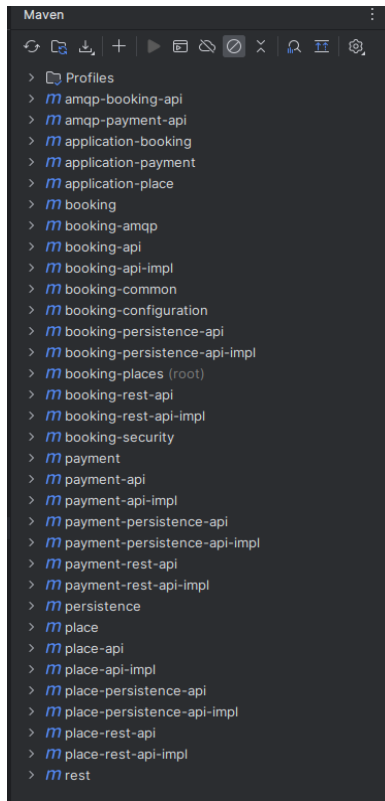 Maven
Profiles
amqp-booking-api
amqp-payment-api
application-booking
application-payment
application-place
booking
booking-amqp
booking-api
booking-api-impl
booking-common
booking-configuration
booking-persistence-api
booking-persistence-api-impl
booking-places (root)
booking-rest-api
booking-rest-api-impl
booking-security
payment
payment-api
payment-api-impl
payment-persistence-api
payment-persistence-api-impl
payment-rest-api
payment-rest-api-impl
persistence
place
place-api
place-api-impl
place-persistence-api
place-persistence-api-impl
place-rest-api
place-rest-api-impl
rest